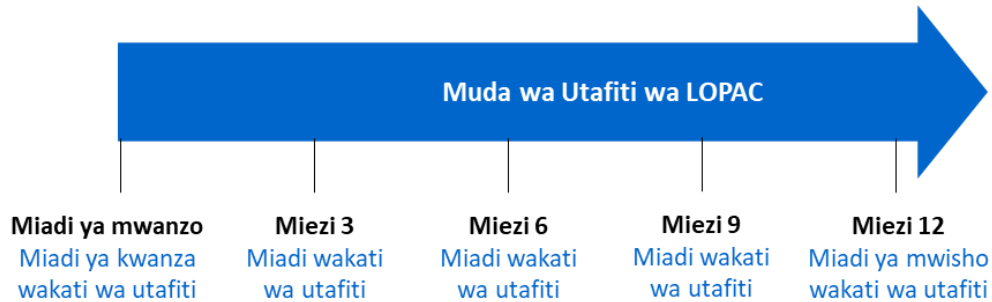 Muda wa Utafiti wa LOPAC
Miadi ya mwanzo
Miadi ya kwanza
wakati wa utafiti
Miezi 3
Miadi wakati
wa utafiti
Miezi 6
Miadi wakati
wa utafiti
Miezi 9
Miadi wakati
wa utafiti
Miezi 12
Miadi ya mwisho
wakati wa utafiti